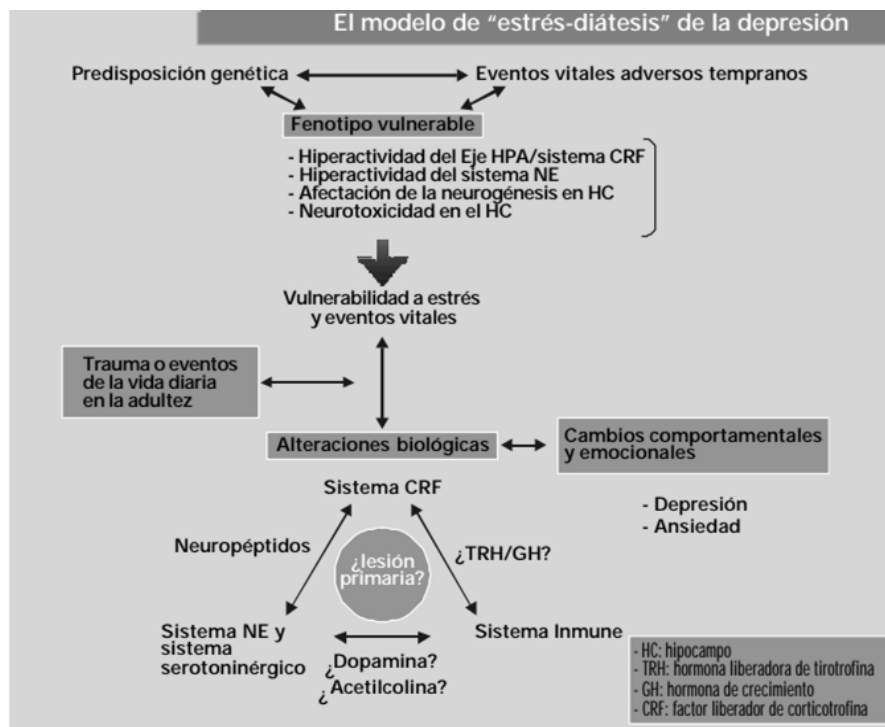 El modelo de “estrés-diátesis” de la depresión
Predisposición genética
Eventos vitales adversos tempranos
Fenotipo vulnerable
- Hiperactividad del Eje HPA/sistema CRF
- Hiperactividad del sistema NE
- Afectación de la neurogénesis en HC
- Neurotoxicidad en el HC
Vulnerabilidad a estrés
y eventos vitales
Trauma o eventos
de la vida diaria
en la adultez
Alteraciones biológicas
Cambios comportamentales
y emocionales
- Depresión
- Ansiedad
Sistema CRF
Neuropéptidos
¿lesión
primaria?
¿TRH/GH?
Sistema NE y
sistema
serotoninérgico
¿Dopamina?
¿Acetilcolina?
Sistema Inmune
- HC: hipocampo
- TRH: hormona liberadora de tirotrofina
- GH: hormona de crecimiento
- CRF: factor liberador de corticotrofina